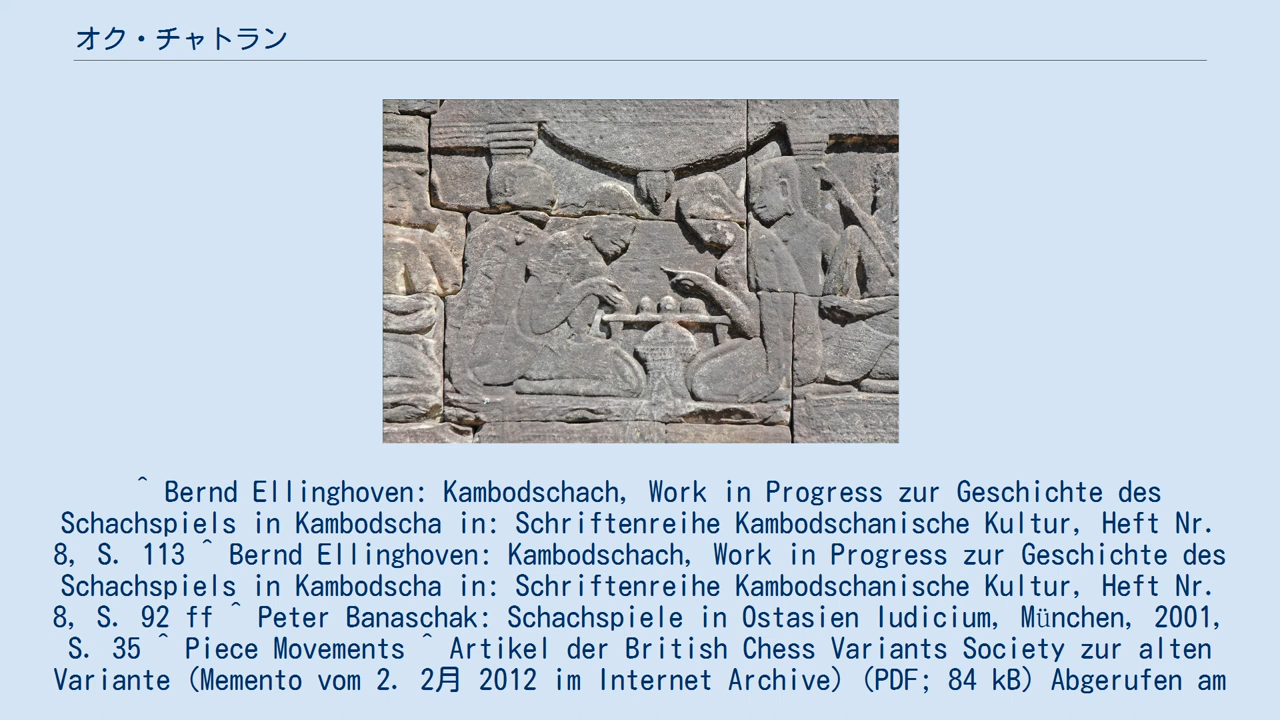 オク・チャトラン
^ Bernd Ellinghoven: Kambodschach, Work in Progress zur Geschichte des
Schachspiels in Kambodscha in: Schriftenreihe Kambodschanische Kultur, Heft Nr.
8, S. 113 ^ Bernd Ellinghoven: Kambodschach, Work in Progress zur Geschichte des
Schachspiels in Kambodscha in: Schriftenreihe Kambodschanische Kultur, Heft Nr.
8, S. 92 ff ^ Peter Banaschak: Schachspiele in Ostasien Iudicium, München, 2001,
S. 35 ^ Piece Movements ^ Artikel der British Chess Variants Society zur alten
Variante (Memento vom 2. 2月 2012 im Internet Archive) (PDF; 84 kB) Abgerufen am